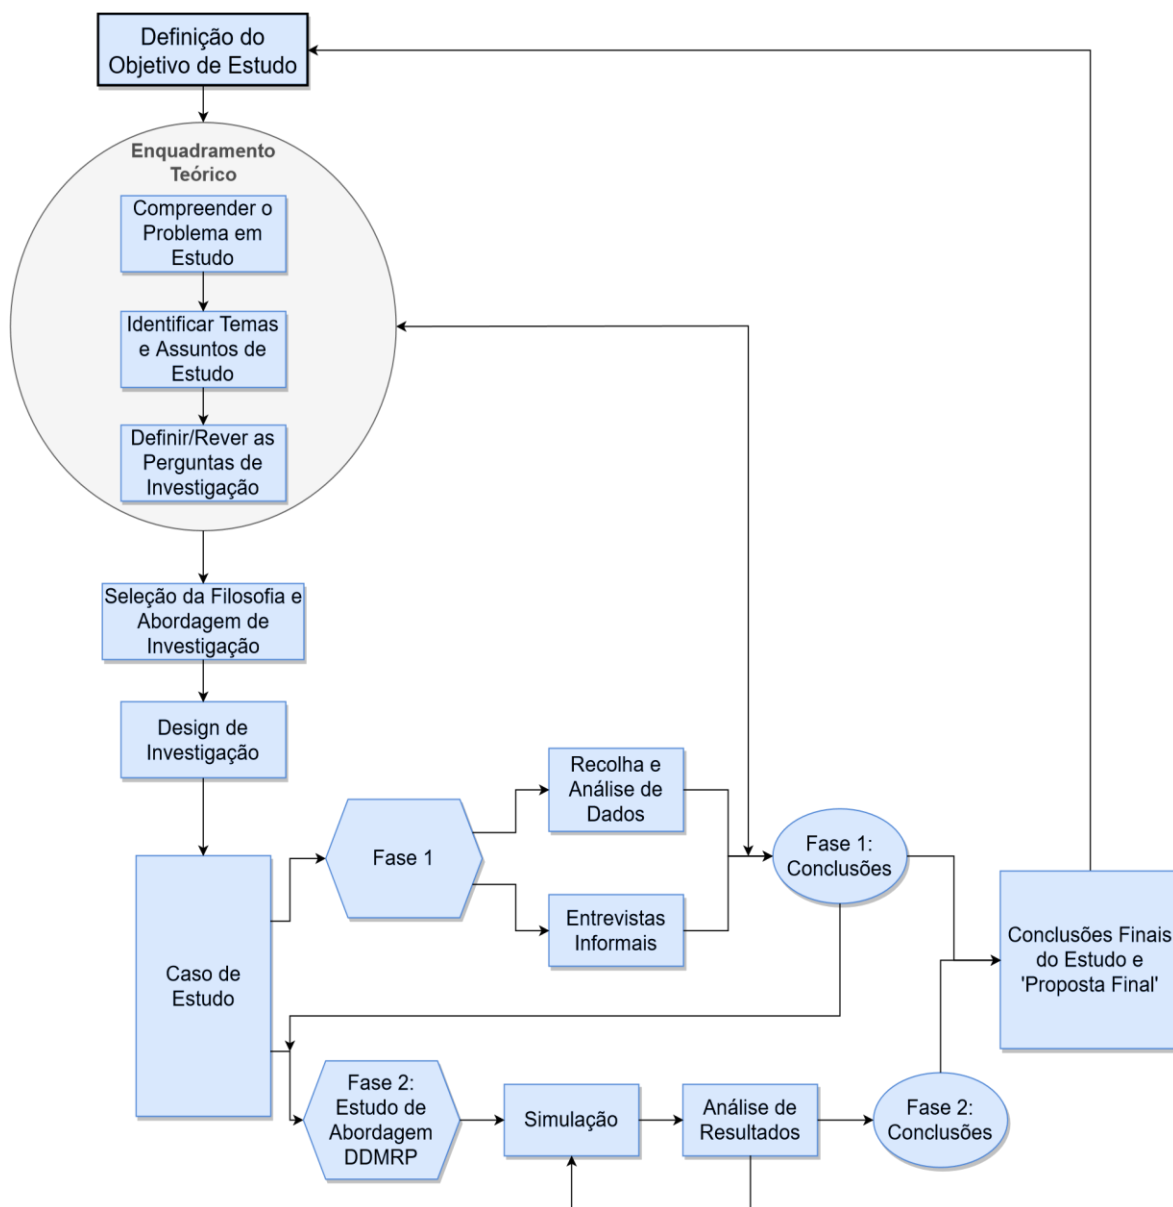 Definição do
Objetivo de Estudo
Enquadramento
Teórico
Compreender o
Problema em
Estudo
Identificar Temas
e Assuntos de
Estudo
Definir/Rever as
Perguntas de
Investigação
Seleção da Filosofia e
Abordagem de
Investigação
Design de
Investigação
Caso de
Estudo
Fase 1
Recolha e
Análise de
Dados
Entrevistas
Informais
Fase 1:
Conclusões
Fase 2:
Estudo de
Abordagem
DDMRP
Simulação
Análise de
Resultados
Fase 2:
Conclusões
Conclusões Finais
do Estudo e
'Proposta Final'